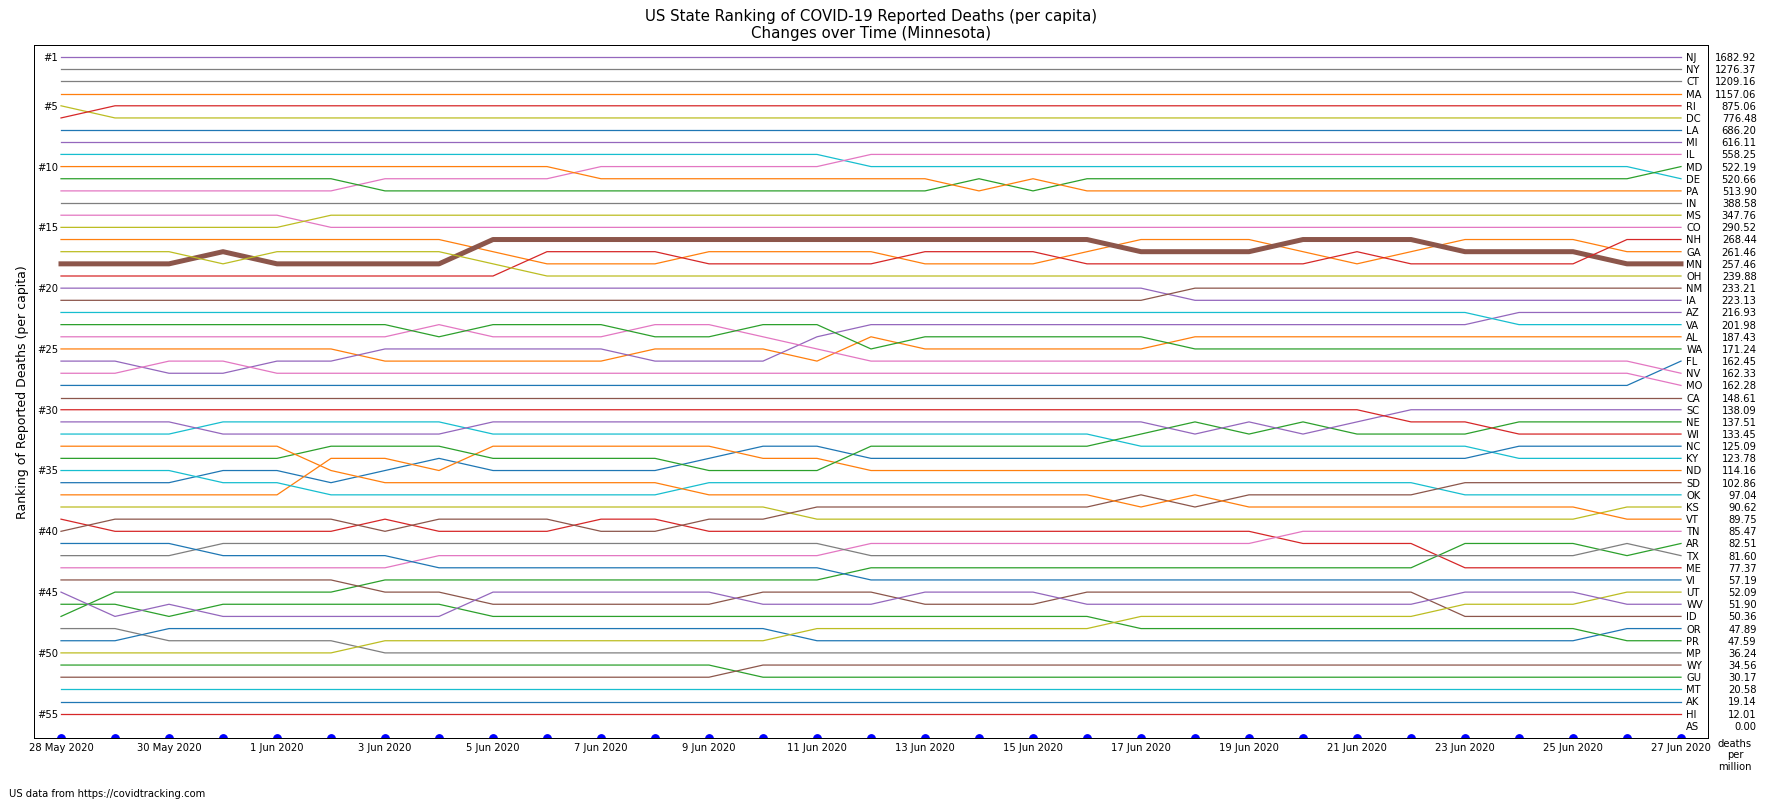 US State Ranking of COVID-19 Reported Deaths (per capita)
Changes over Time (Minnesota)
Ranking of Reported Deaths (per capita)
#1
#5
#10
#15
#20
#25
#30
#35
#40
#45
#50
#55
NJ 1682.92
NY 1276.37
CT 1209.16
MA 1157.06
RI 875.06
DC 776.48
LA 686.20
MI 616.11
IL 558.25
MD 522.19
DE 520.66
PA 513.90
IN 388.58
MS 347.76
CO 290.52
NH 268.44
GA 261.46
MN 257.46
OH 239.88
NM 233.21
IA 223.13
AZ 216.93
VA 201.98
AL 187.43
WA 171.24
FL 162.45
NV 162.33
MO 162.28
CA 148.61
SC 138.09
NE 137.51
WI 133.45
NC 125.09
KY 123.78
ND 114.16
SD 102.86
OK 97.04
KS 90.62
VT 89.75
TN 85.47
AR 82.51
TX 81.60
ME 77.37
VI 57.19
UT 52.09
WV 51.90
ID 50.36
OR 47.89
PR 47.59
MP 36.24
WY 34.56
GU 30.17
MT 20.58
AK 19.14
HI 12.01
AS 0.00
28 May 2020 30 May 2020 1 Jun 2020 3 Jun 2020 5 Jun 2020 7 Jun 2020 9 Jun 2020 11 Jun 2020 13 Jun 2020 15 Jun 2020 17 Jun 2020 19 Jun 2020 21 Jun 2020 23 Jun 2020 25 Jun 2020 27 Jun 2020
deaths
per
million
US data from https://covidtracking.com